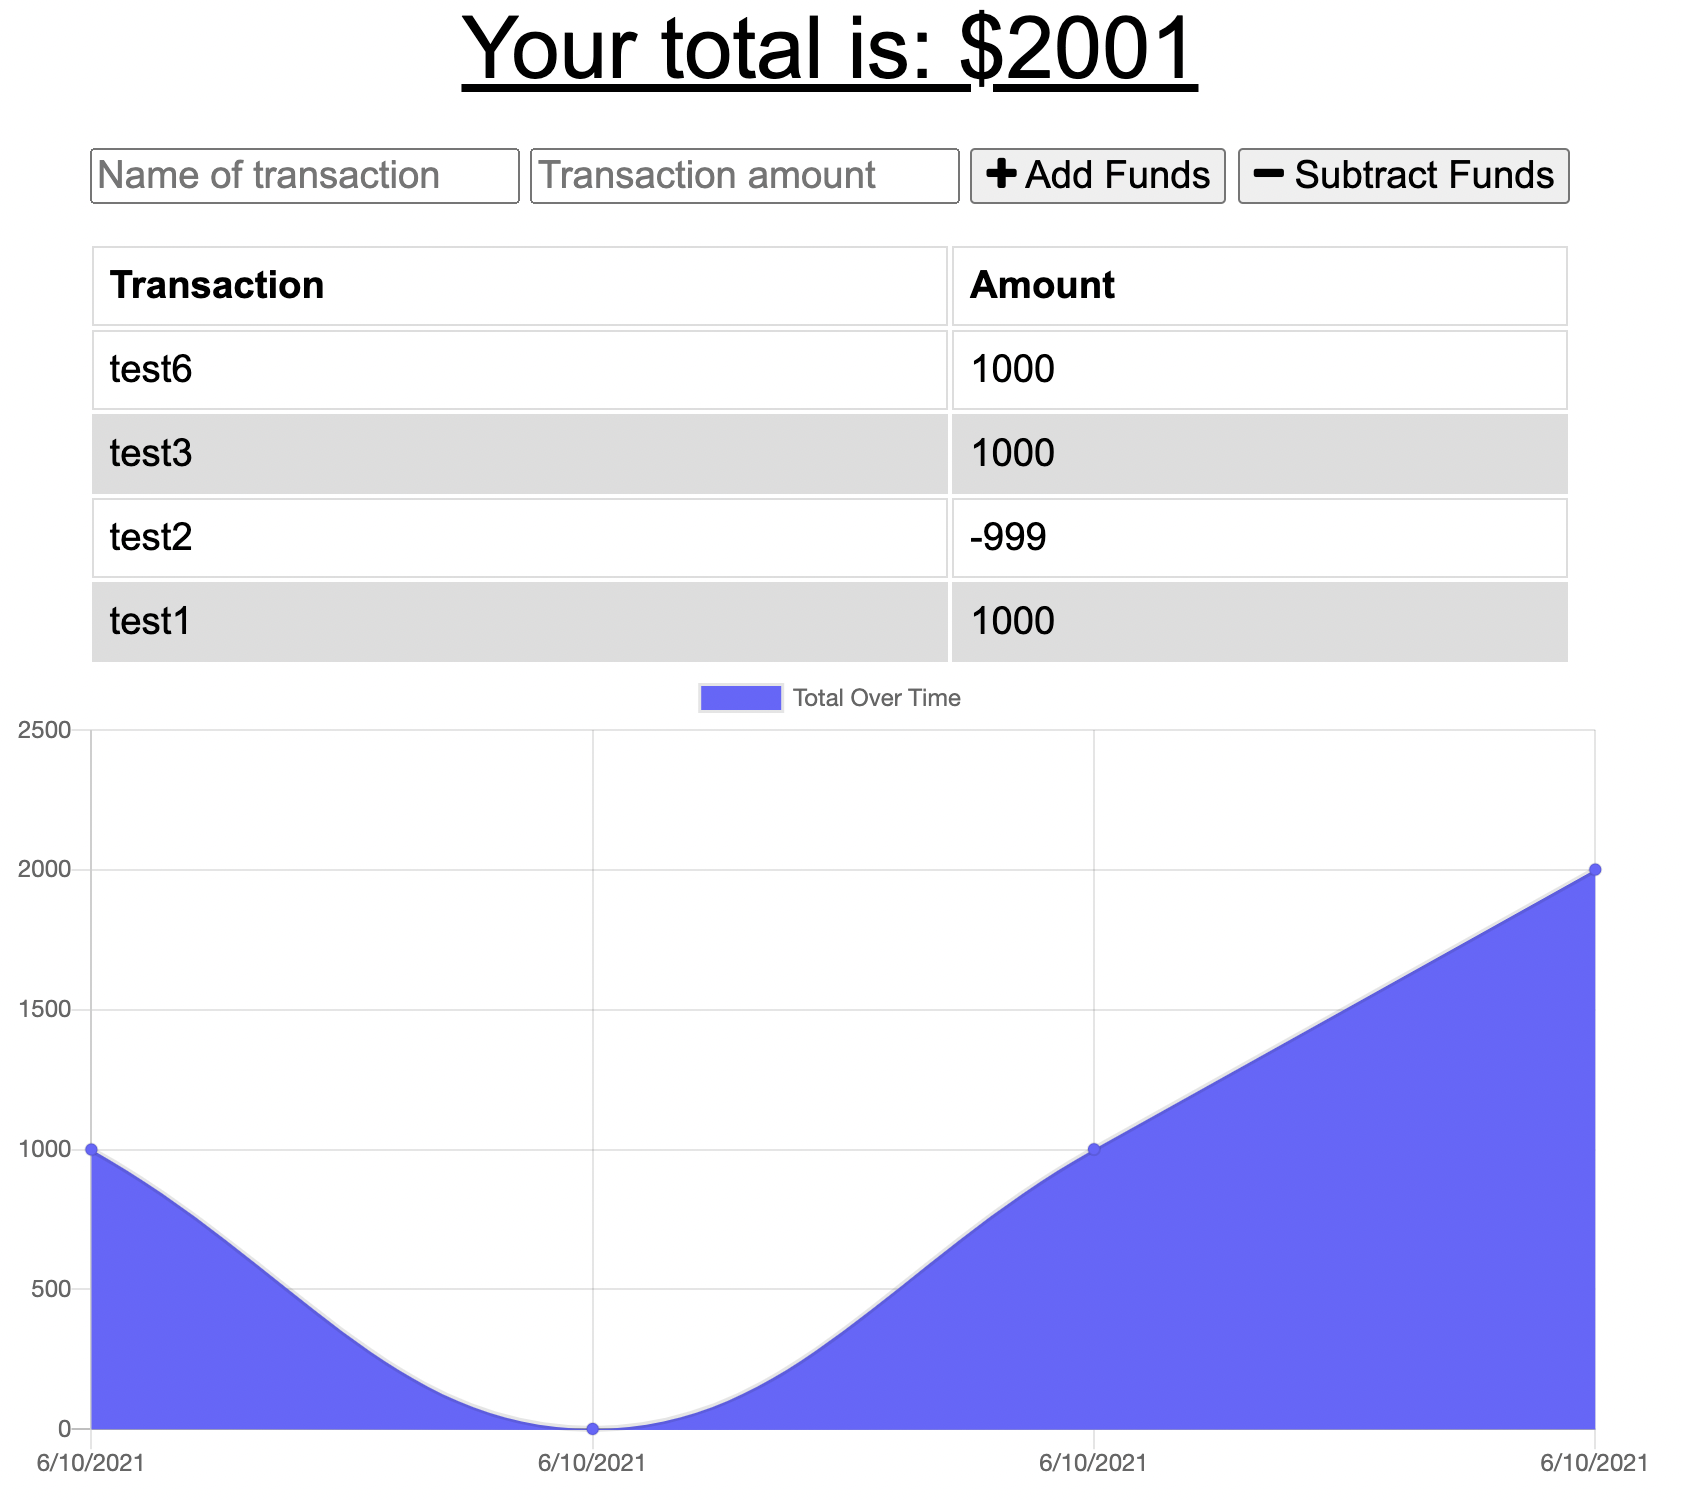 Your total is: $2001
Name of transaction Transaction amount Add Funds Subtract Funds
Transaction Amount
test6 1000
test3 1000
test2 -999
test1 1000
Total Over Time
2500
2000
1500
1000
500
0
6/10/2021 6/10/2021 6/10/2021 6/10/2021